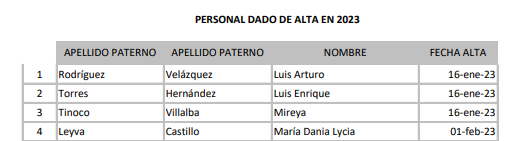 PERSONAL DADO DE ALTA EN 2023
APELLIDO PATERNO APELLIDO PATERNO NOMBRE FECHA ALTA
1 Rodríguez Velázquez Luis Arturo 16-ene-23
2 Torres Hernández Luis Enrique 16-ene-23
3 Tinoco Villalba Mireya 16-ene-23
4 Leyva Castillo María Dania Lycia 01-feb-23